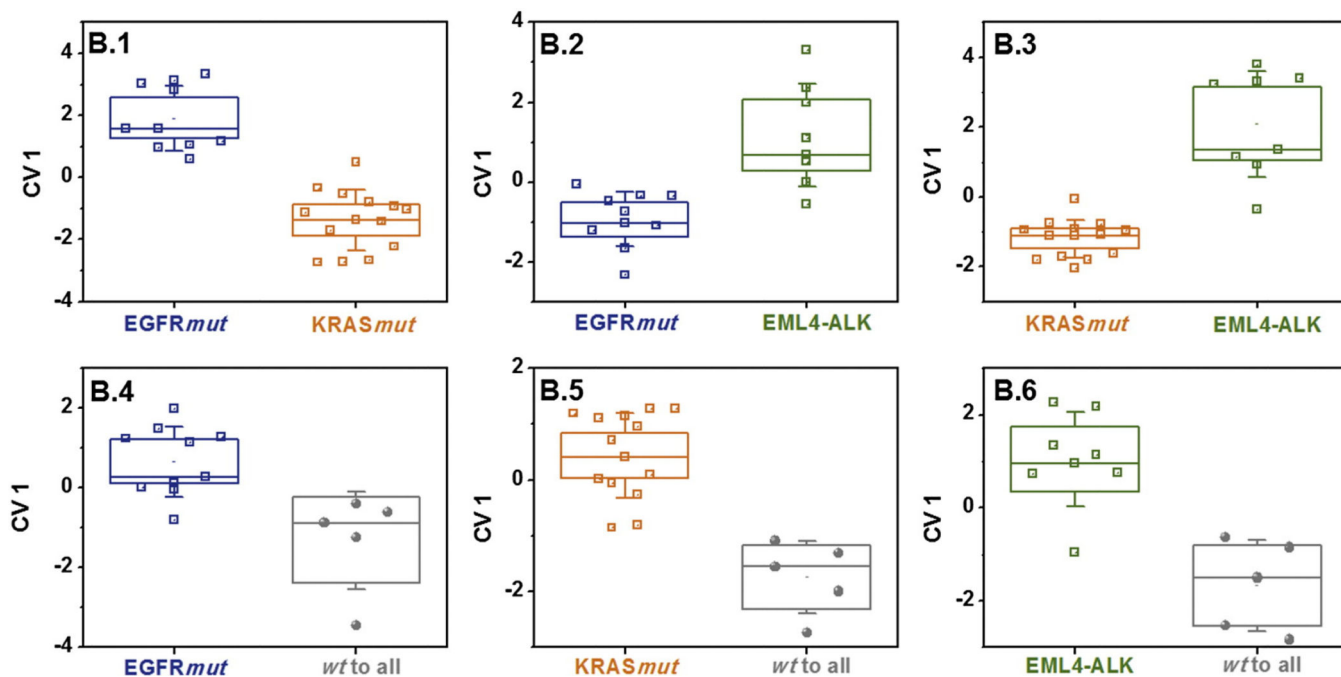 B.1
4
2
0
-2
-4
CV 1
EGFRmut
KRASmut
B.2
4
2
0
-2
EGFRmut
EML4-ALK
B.3
4
2
0
-2
CV 1
KRASmut
EML4-ALK
B.4
2
0
-2
-4
CV 1
EGFRmut
wt to all
B.5
2
0
-2
CV 1
KRASmut
wt to all
B.6
2
0
-2
CV 1
EML4-ALK
wt to all